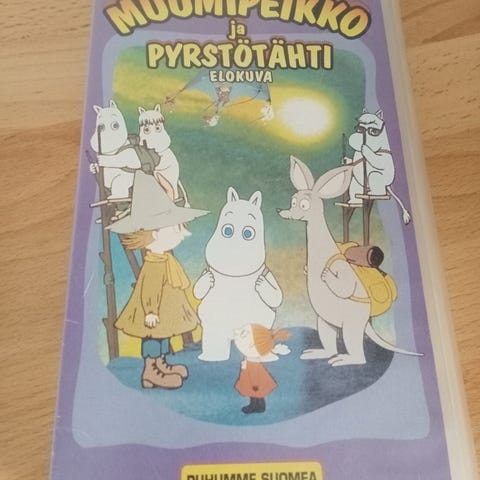 MUUMIPEIKKO
ja
PYRSTÖTÄHTI
ELOKUVA
PUHUMME SUOMEA